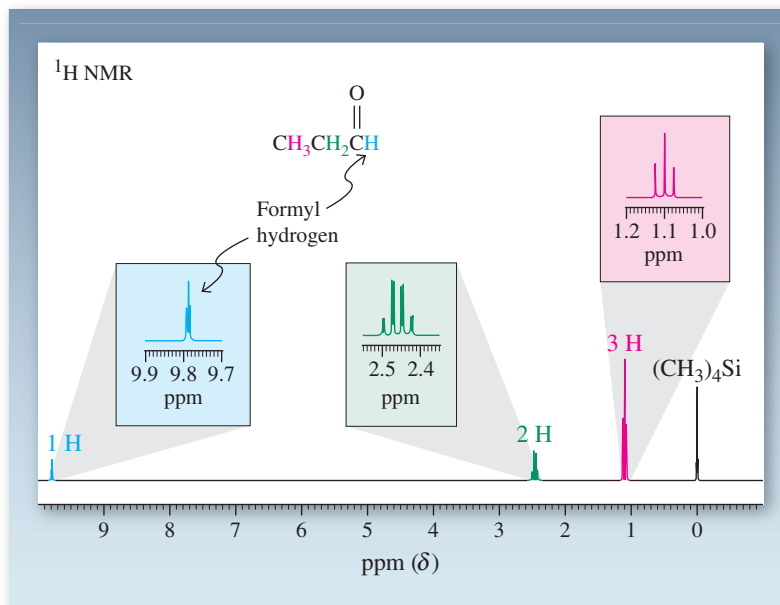 ¹H NMR
O
CH₃CH₂CH
Formyl
hydrogen
9.9 9.8 9.7
ppm
2.5 2.4
ppm
1.2 1.1 1.0
ppm
1 H
2 H
3 H
(CH₃)₄Si
9 8 7 6 5 4 3 2 1 0
ppm (δ)